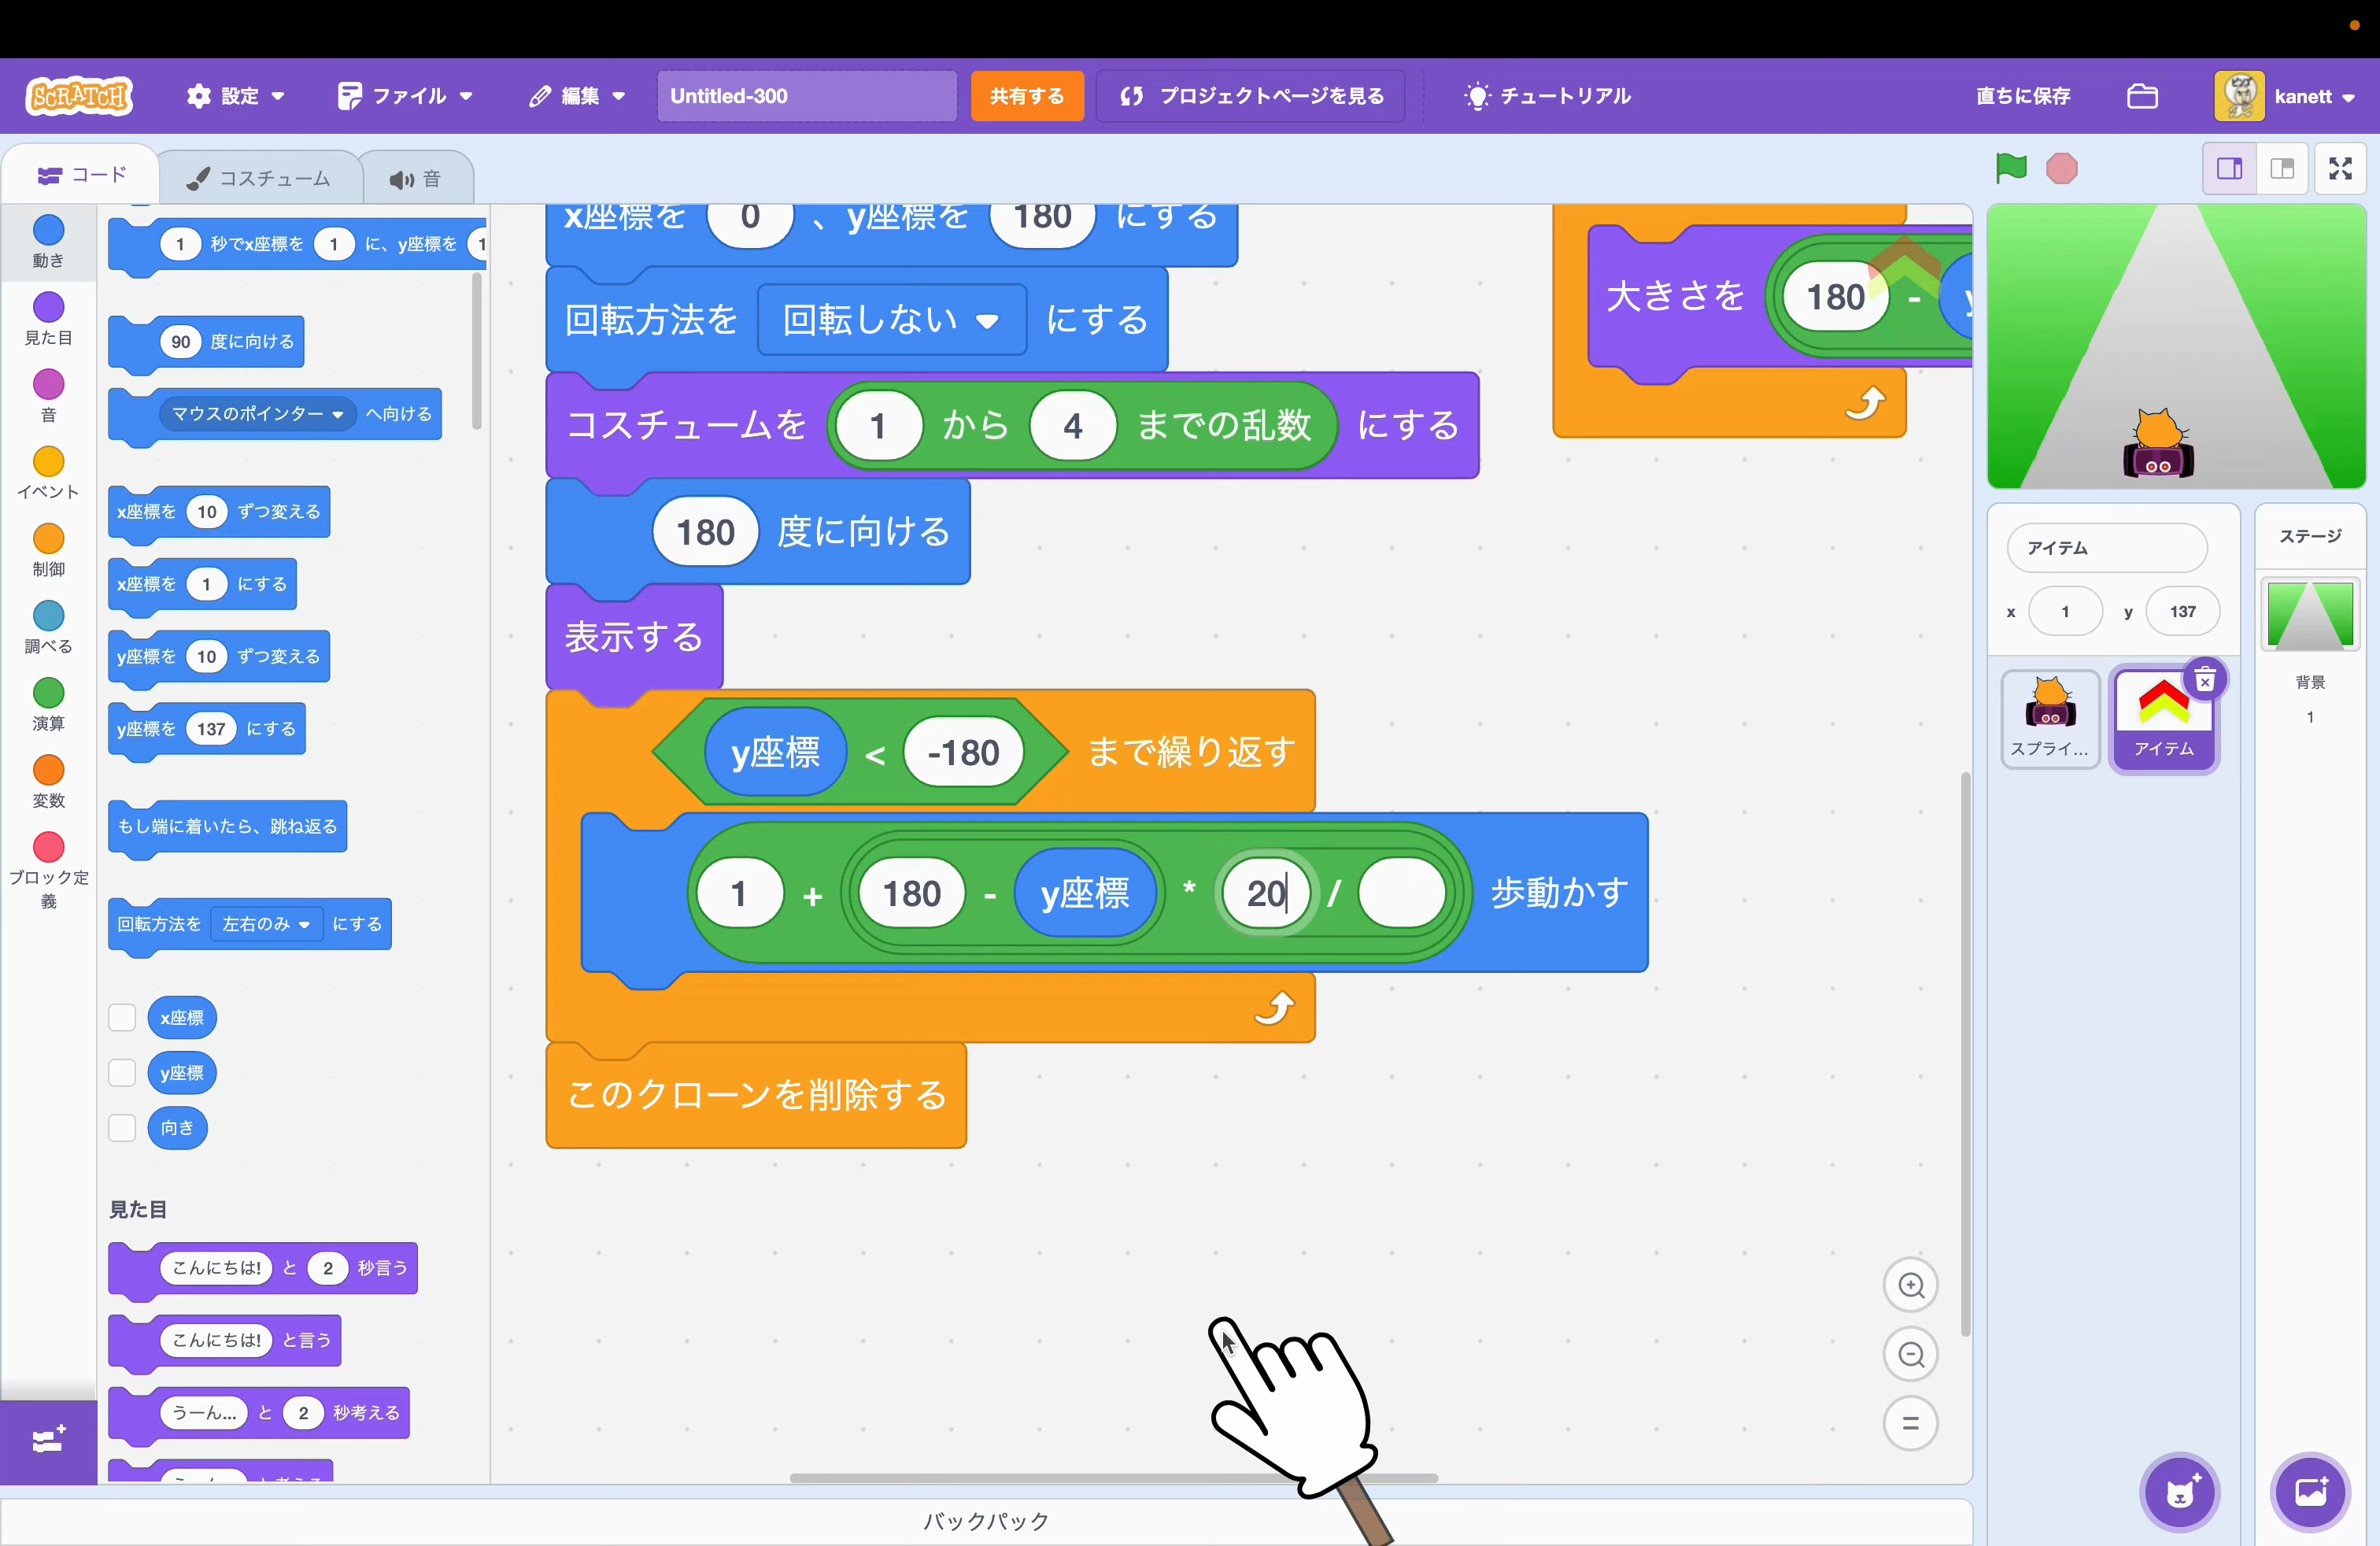 SCRATCH
設定
ファイル
編集
Untitled-300
共有する
プロジェクトページを見る
チュートリアル
直ちに保存
kanett
コード
コスチューム
音
動き
見た目
音
イベント
制御
調べる
演算
変数
ブロック定
義
1 秒でx座標を 1 に、y座標を
90 度に向ける
マウスのポインター へ向ける
x座標を 10 ずつ変える
x座標を 1 にする
y座標を 10 ずつ変える
y座標を 137 にする
もし端に着いたら、跳ね返る
回転方法を 左右のみ にする
x座標
y座標
向き
見た目
こんにちは! と 2 秒言う
こんにちは! と言う
うーん... と 2 秒考える
x座標を 0 、y座標を 180 にする
回転方法を 回転しない にする
コスチュームを 1 から 4 までの乱数 にする
180 度に向ける
表示する
y座標 < -180 まで繰り返す
1 + 180 - y座標 * 20 / 歩動かす
このクローンを削除する
大きさを 180 -
アイテム
x 1 y 137
スプライ...
アイテム
ステージ
背景
1
バックパック